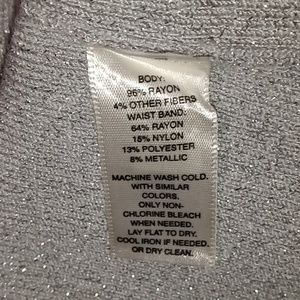 BODY:
96% RAYON
4% OTHER FIBERS
WAIST BAND:
64% RAYON
15% NYLON
13% POLYESTER
8% METALLIC
MACHINE WASH COLD.
WITH SIMILAR
COLORS,
ONLY NON-
CHLORINE BLEACH
WHEN NEEDED.
LAY FLAT TO DRY.
COOL IRON IF NEEDED.
OR DRY CLEAN.